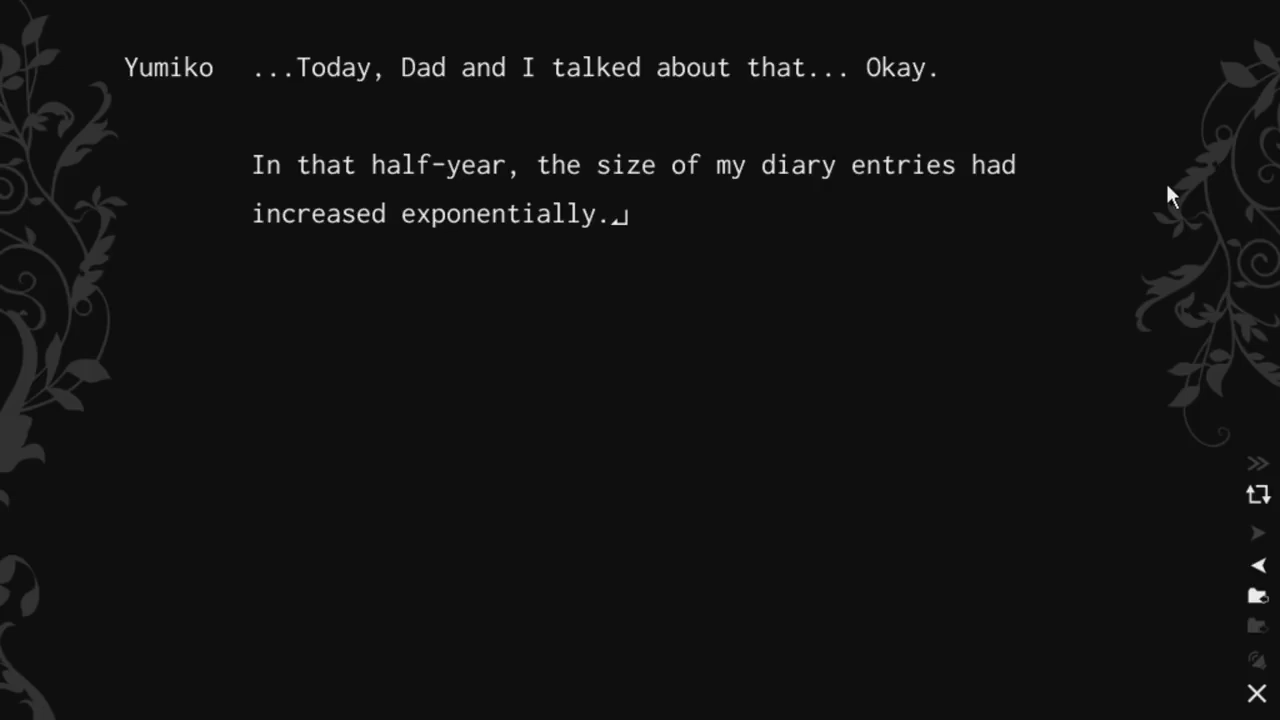 Yumiko ...Today, Dad and I talked about that... Okay.
In that half-year, the size of my diary entries had
increased exponentially.